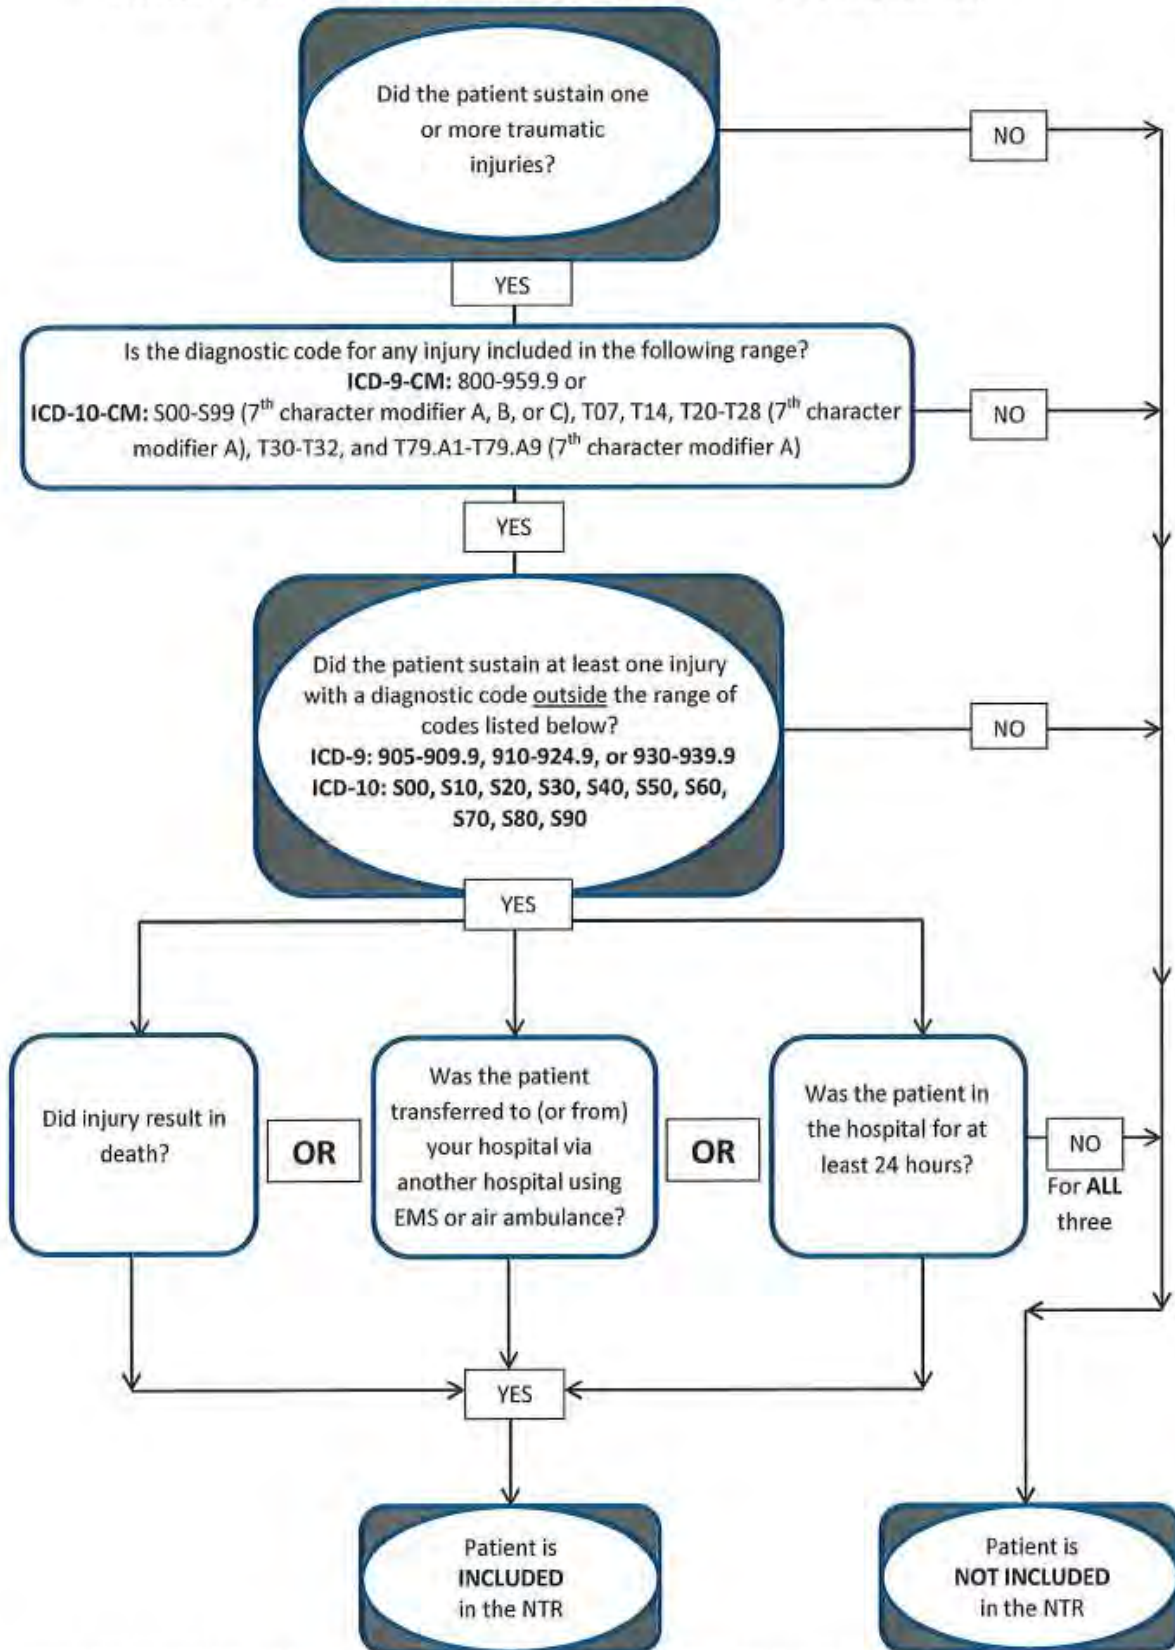 Did the patient sustain one
or more traumatic
injuries?
NO
YES
Is the diagnostic code for any injury included in the following range?
ICD-9-CM: 800-959.9 or
ICD-10-CM: S00-S99 (7th character modifier A, B, or C), T07, T14, T20-T28 (7th character
modifier A), T30-T32, and T79.A1-T79.A9 (7th character modifier A)
NO
YES
Did the patient sustain at least one injury
with a diagnostic code outside the range of
codes listed below?
ICD-9: 905-909.9, 910-924.9, or 930-939.9
ICD-10: S00, S10, S20, S30, S40, S50, S60,
S70, S80, S90
NO
YES
Did injury result in
death?
OR
Was the patient
transferred to (or from)
your hospital via
another hospital using
EMS or air ambulance?
OR
Was the patient in
the hospital for at
least 24 hours?
NO
For ALL
three
YES
Patient is
INCLUDED
in the NTR
Patient is
NOT INCLUDED
in the NTR